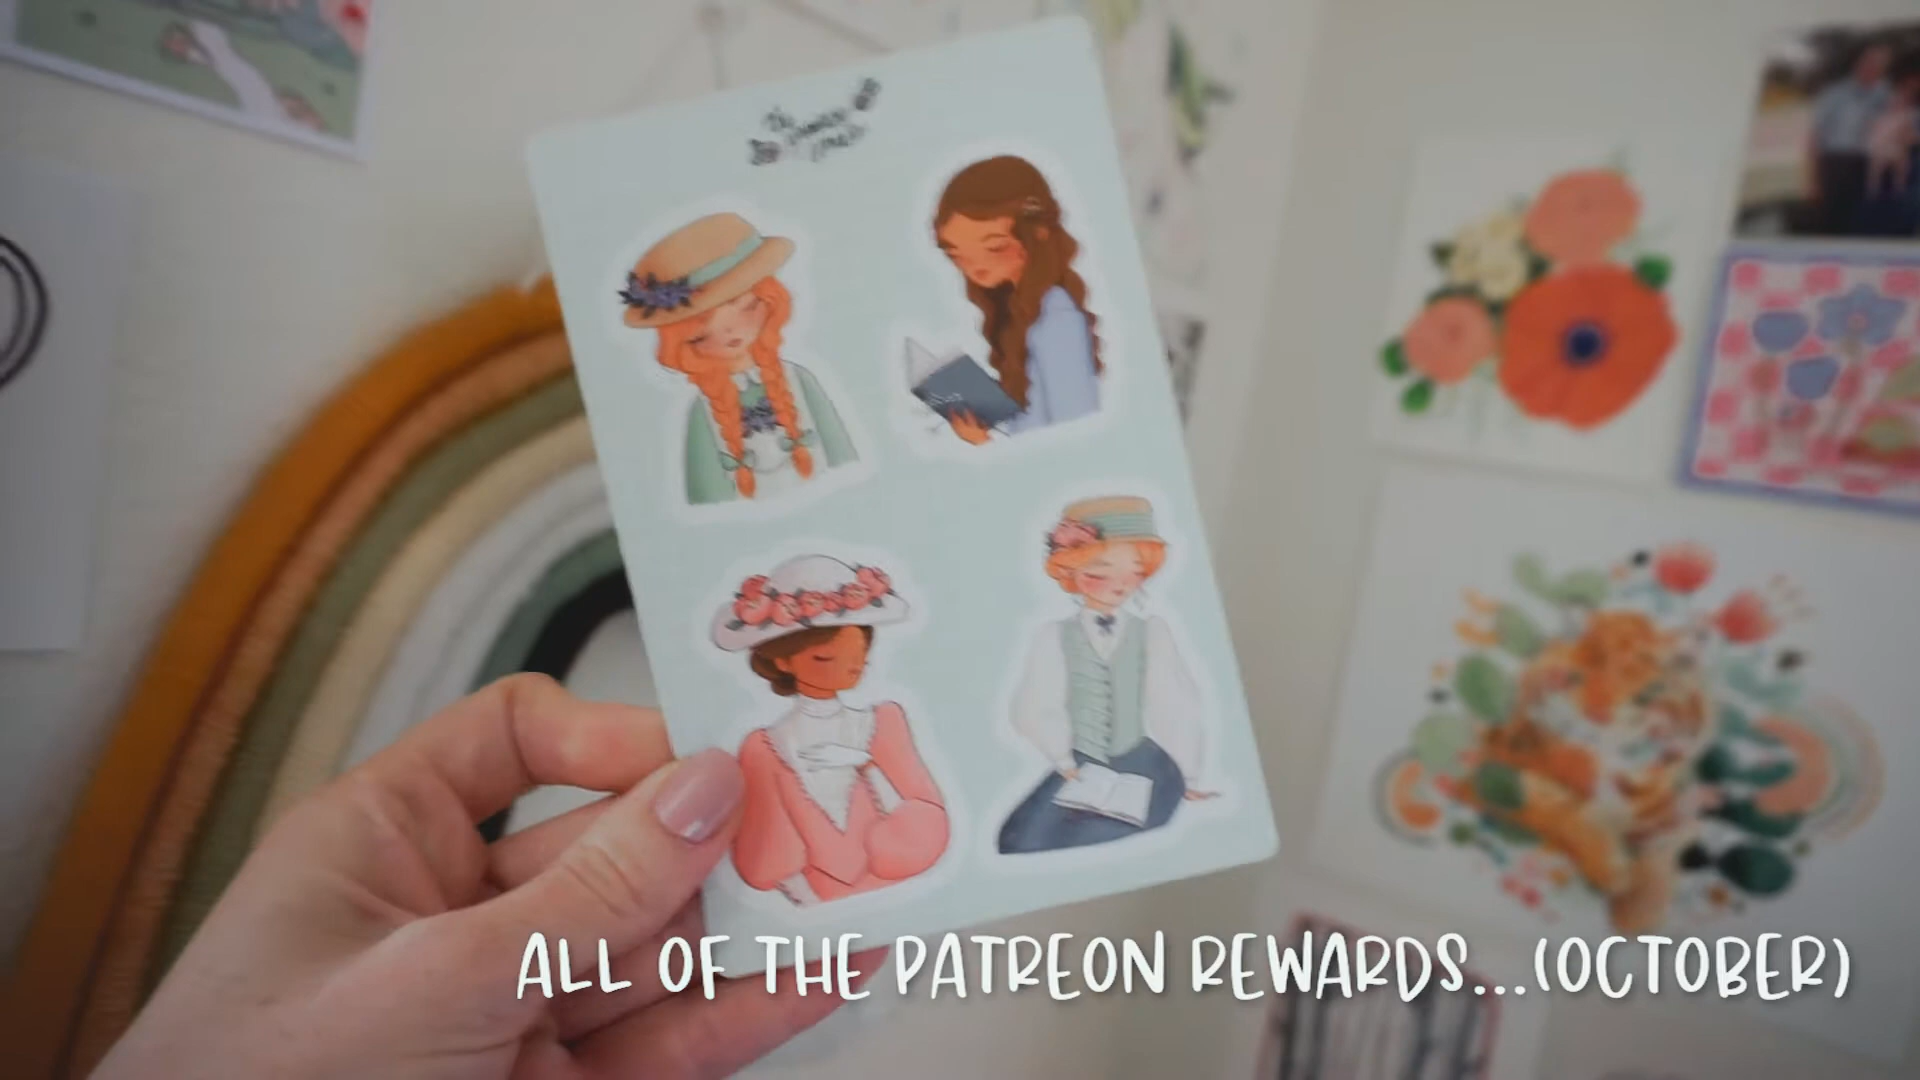 ALL OF THE PATREON REWARDS...(OCTOBER)